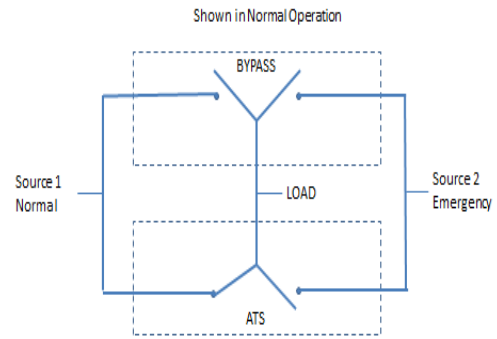 Shown in Normal Operation
BYPASS
Source 1
Normal
LOAD
Source 2
Emergency
ATS